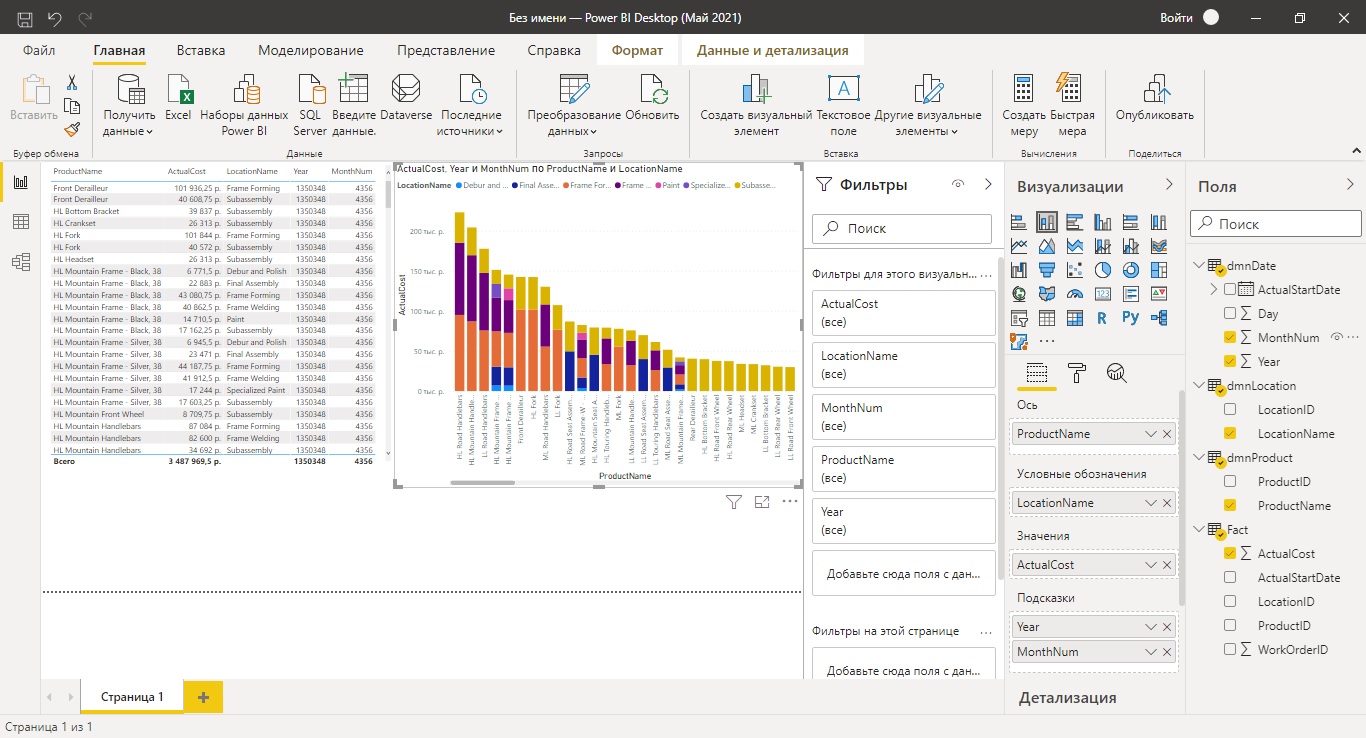 Без имени — Power BI Desktop (Май 2021)
Войти
Файл Главная Вставка Моделирование Представление Справка Формат Данные и детализация
Вставить
Получить данные
Excel
Наборы данных Power BI
SQL Server
Введите данные.
Dataverse
Последние источники
Преобразование данных
Обновить
Создать визуальный элемент
Текстовое поле
Другие визуальные элементы
Создать меру
Быстрая мера
Опубликовать
Буфер обмена Данные Запросы Вставка Вычисления Поделиться
ProductName ActualCost LocationName Year MonthNum
Front Derailleur 101 936,25 р. Frame Forming 1350348 4356
Front Derailleur 40 608,75 р. Subassembly 1350348 4356
HL Bottom Bracket 39 837 р. Subassembly 1350348 4356
HL Crankset 26 313 р. Subassembly 1350348 4356
HL Fork 101 844 р. Frame Forming 1350348 4356
HL Fork 40 572 р. Subassembly 1350348 4356
HL Headset 26 313 р. Subassembly 1350348 4356
HL Mountain Frame - Black, 38 6 771,5 р. Debur and Polish 1350348 4356
HL Mountain Frame - Black, 38 22 883 р. Final Assembly 1350348 4356
HL Mountain Frame - Black, 38 43 080,75 р. Frame Forming 1350348 4356
HL Mountain Frame - Black, 38 40 862,5 р. Frame Welding 1350348 4356
HL Mountain Frame - Black, 38 14 710,5 р. Paint 1350348 4356
HL Mountain Frame - Black, 38 17 162,25 р. Subassembly 1350348 4356
HL Mountain Frame - Silver, 38 6 945,5 р. Debur and Polish 1350348 4356
HL Mountain Frame - Silver, 38 23 471 р. Final Assembly 1350348 4356
HL Mountain Frame - Silver, 38 44 187,75 р. Frame Forming 1350348 4356
HL Mountain Frame - Silver, 38 41 912,5 р. Frame Welding 1350348 4356
HL Mountain Frame - Silver, 38 17 244 р. Specialized Paint 1350348 4356
HL Mountain Frame - Silver, 38 17 603,25 р. Subassembly 1350348 4356
HL Mountain Front Wheel 8 709,75 р. Subassembly 1350348 4356
HL Mountain Handlebars 87 084 р. Frame Forming 1350348 4356
HL Mountain Handlebars 82 600 р. Frame Welding 1350348 4356
HL Mountain Handlebars 34 692 р. Subassembly 1350348 4356
Всего 3 487 969,5 р. 1350348 4356
ActualCost, Year и MonthNum по ProductName и LocationName
LocationName Debur and ... Final Asse... Frame For... Frame ... Paint Specialize... Subasse...
200 тыс. р.
150 тыс. р.
100 тыс. р.
50 тыс. р.
0 тыс. р.
ActualCost
HL Road Handlebars
HL Mountain Handle...
LL Road Handlebars
HL Mountain Frame ...
HL Mountain Frame ...
Front Derailleur
HL Fork
ML Road Handlebars
LL Fork
HL Road Seat Assem...
ML Road Frame-W ...
HL Mountain Seat A...
HL Touring Handleb...
ML Fork
LL Mountain Handle...
LL Road Seat Assem...
LL Touring Handlebars
ML Road Seat Asse...
ML Mountain Frame...
Rear Derailleur
HL Bottom Bracket
HL Road Front Wheel
HL Road Rear Wheel
ML Headset
ML Crankset
LL Bottom Bracket
LL Road Rear Wheel
LL Road Front Wheel
ProductName
Фильтры
Поиск
Фильтры для этого визуальн... ...
ActualCost
(все)
LocationName
(все)
MonthNum
(все)
ProductName
(все)
Year
(все)
Добавьте сюда поля с дан...
Фильтры на этой странице ...
Добавьте сюда поля с дан...
Визуализации
R Py
...
Ось
ProductName
Условные обозначения
LocationName
Значения
ActualCost
Подсказки
Year
MonthNum
Детализация
Поля
Поиск
dmnDate
ActualStartDate
Day
MonthNum
Year
dmnLocation
LocationID
LocationName
dmnProduct
ProductID
ProductName
Fact
ActualCost
ActualStartDate
LocationID
ProductID
WorkOrderID
Страница 1
Страница 1 из 1